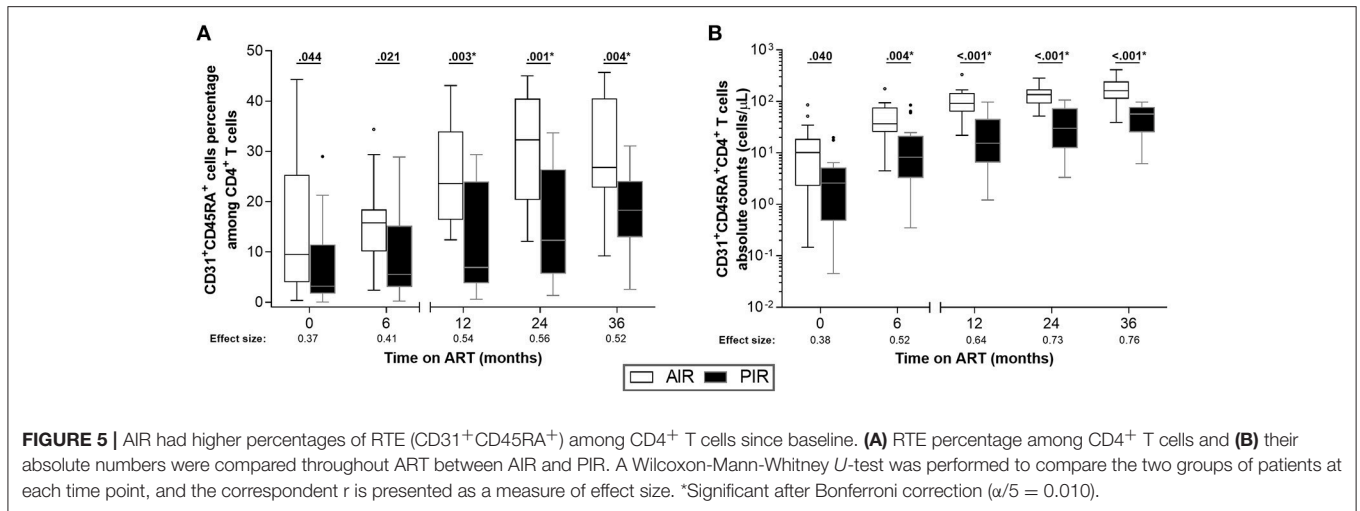 A
.044 .021 .003* .001* .004*
50
40
30
20
10
0
CD31+CD45RA+ cells percentage
among CD4+ T cells
0 6 12 24 36
Effect size: 0.37 0.41 0.54 0.56 0.52
Time on ART (months)
B
.040 .004* <.001* <.001* <.001*
10³
10²
10¹
10⁰
10⁻¹
10⁻²
CD31+CD45RA+CD4+ T cells
absolute counts (cells/µL)
0 6 12 24 36
Effect size: 0.38 0.52 0.64 0.73 0.76
Time on ART (months)
AIR PIR
FIGURE 5 | AIR had higher percentages of RTE (CD31+CD45RA+) among CD4+ T cells since baseline. (A) RTE percentage among CD4+ T cells and (B) their
absolute numbers were compared throughout ART between AIR and PIR. A Wilcoxon-Mann-Whitney U-test was performed to compare the two groups of patients at
each time point, and the correspondent r is presented as a measure of effect size. *Significant after Bonferroni correction (α/5 = 0.010).